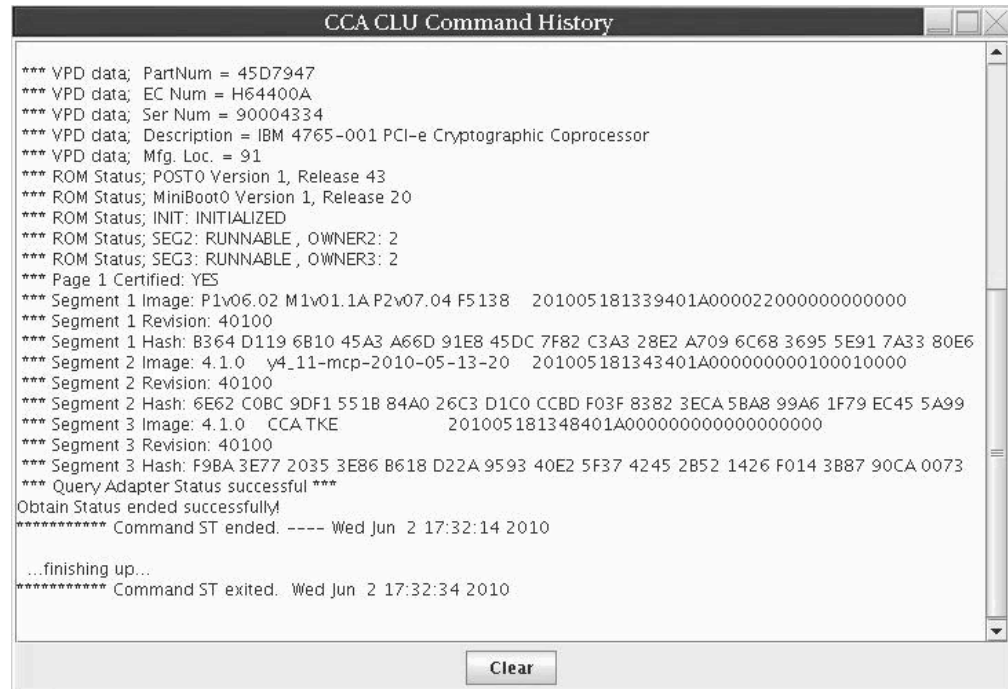 CCA CLU Command History
*** VPD data;  PartNum = 45D7947
*** VPD data;  EC Num = H64400A
*** VPD data;  Ser Num = 90004334
*** VPD data;  Description = IBM 4765-001 PCI-e Cryptographic Coprocessor
*** VPD data;  Mfg. Loc. = 91
*** ROM Status; POST0 Version 1, Release 43
*** ROM Status; MiniBoot0 Version 1, Release 20
*** ROM Status; INIT: INITIALIZED
*** ROM Status; SEG2: RUNNABLE , OWNER2: 2
*** ROM Status; SEG3: RUNNABLE , OWNER3: 2
*** Page 1 Certified: YES
*** Segment 1 Image: P1v06.02 M1v01.1A P2v07.04 F5138    201005181339401A000022000000000000
*** Segment 1 Revision: 40100
*** Segment 1 Hash: B364 D119 6B10 45A3 A66D 91E8 45DC 7F82 C3A3 28E2 A709 6C68 3695 5E91 7A33 80E6
*** Segment 2 Image: 4.1.0    y4_11-mcp-2010-05-13-20    201005181343401A000000000100010000
*** Segment 2 Revision: 40100
*** Segment 2 Hash: 6E62 C0BC 9DF1 551B 84A0 26C3 D1C0 CCBD F03F 8382 3ECA 5BA8 99A6 1F79 EC45 5A99
*** Segment 3 Image: 4.1.0    CCA TKE    201005181348401A000000000000000000
*** Segment 3 Revision: 40100
*** Segment 3 Hash: F9BA 3E77 2035 3E86 B618 D22A 9593 40E2 5F37 4245 2B52 1426 F014 3B87 90CA 0073
*** Query Adapter Status successful ***
Obtain Status ended successfully!
*********** Command ST ended. ---- Wed Jun  2 17:32:14 2010
...finishing up...
*********** Command ST exited.  Wed Jun  2 17:32:34 2010
Clear